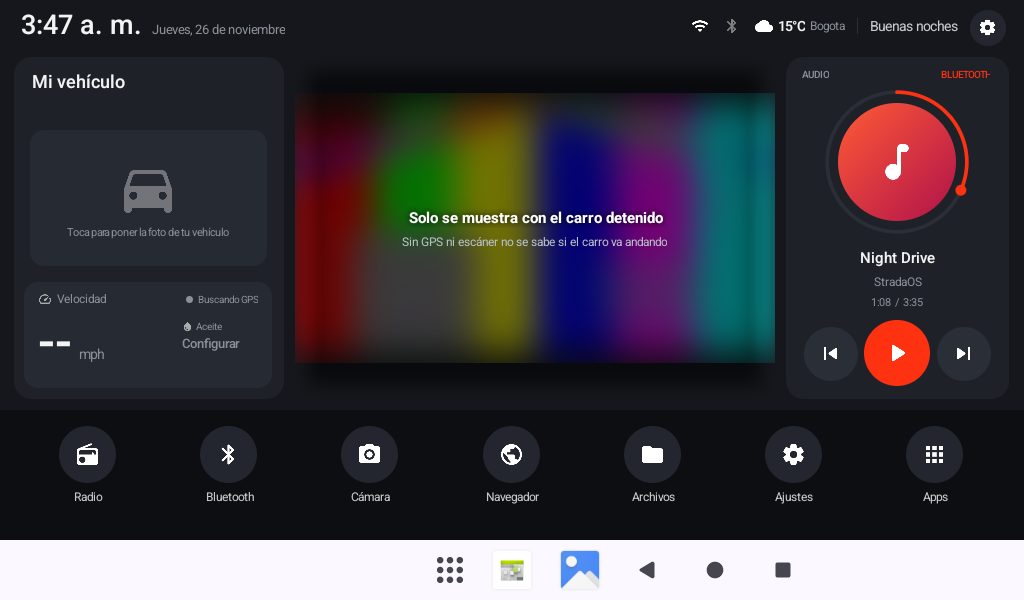 3:47 a. m.
Jueves, 26 de noviembre
15°C Bogota
Buenas noches
Mi vehículo
Toca para poner la foto de tu vehículo
Velocidad
Buscando GPS
-- mph
Aceite
Configurar
Solo se muestra con el carro detenido
Sin GPS ni escáner no se sabe si el carro va andando
AUDIO
BLUETOOTH
Night Drive
StradaOS
1:08 / 3:35
Radio
Bluetooth
Cámara
Navegador
Archivos
Ajustes
Apps